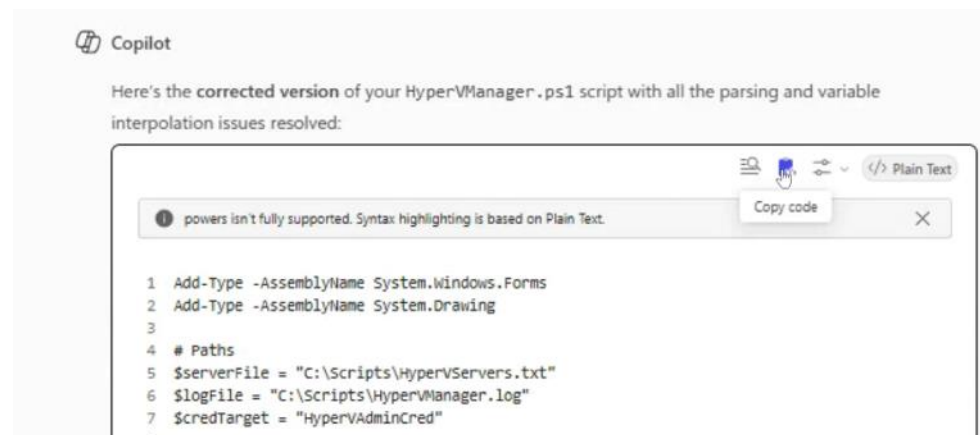 Copilot
Here's the corrected version of your HyperVManager.ps1 script with all the parsing and variable
interpolation issues resolved:
</> Plain Text
Copy code
powers isn't fully supported. Syntax highlighting is based on Plain Text.
1 Add-Type -AssemblyName System.Windows.Forms
2 Add-Type -AssemblyName System.Drawing
3
4 # Paths
5 $serverFile = "C:\Scripts\HyperVServers.txt"
6 $logFile = "C:\Scripts\HyperVManager.log"
7 $credTarget = "HyperVAdminCred"